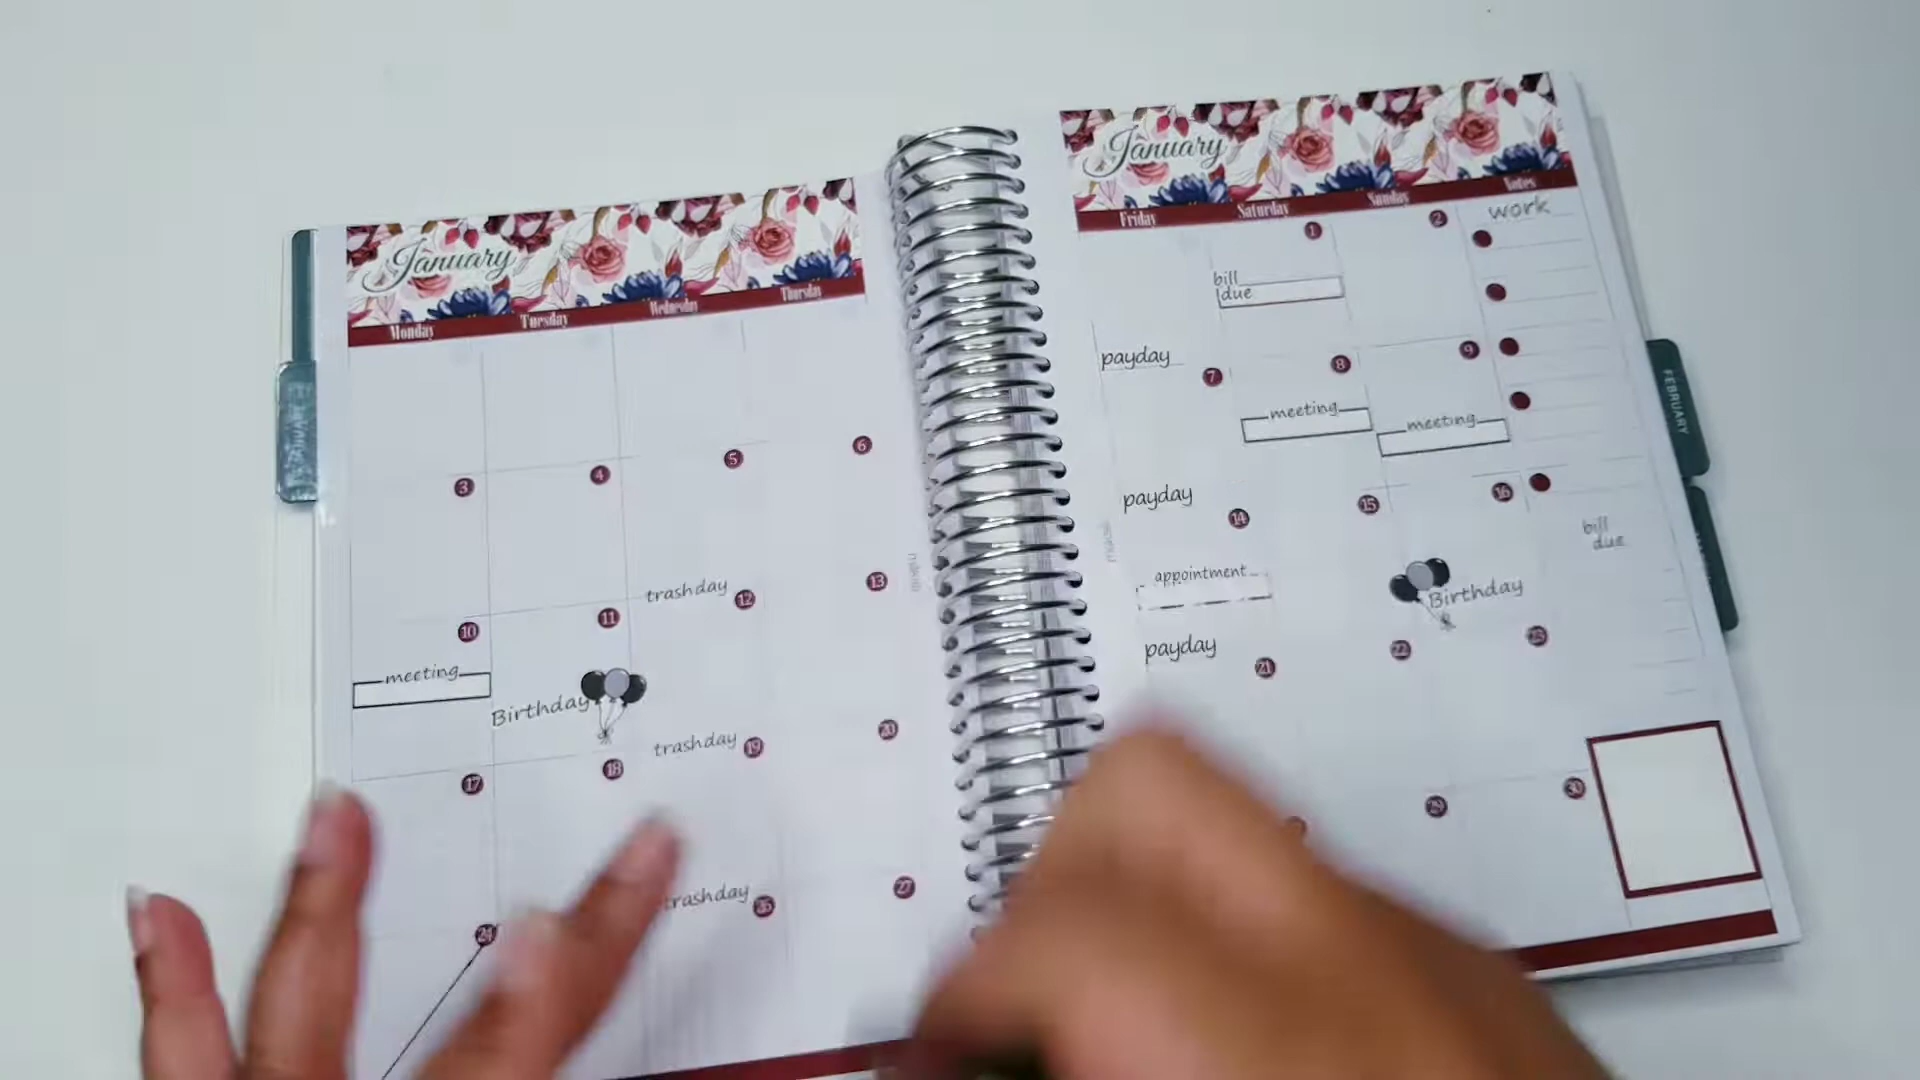 January
Monday Tuesday Wednesday Thursday
3 4 5 6
trashday
10 11 12 13
meeting
Birthday
trashday
17 18 19 20
trashday
24 26 27
January
Friday Saturday Sunday Notes
1 2 work
bill
due
payday
7 8 9
meeting meeting
payday
14 15 16
bill
due
appointment
Birthday
payday
21 22 23
29 30
FEBRUARY